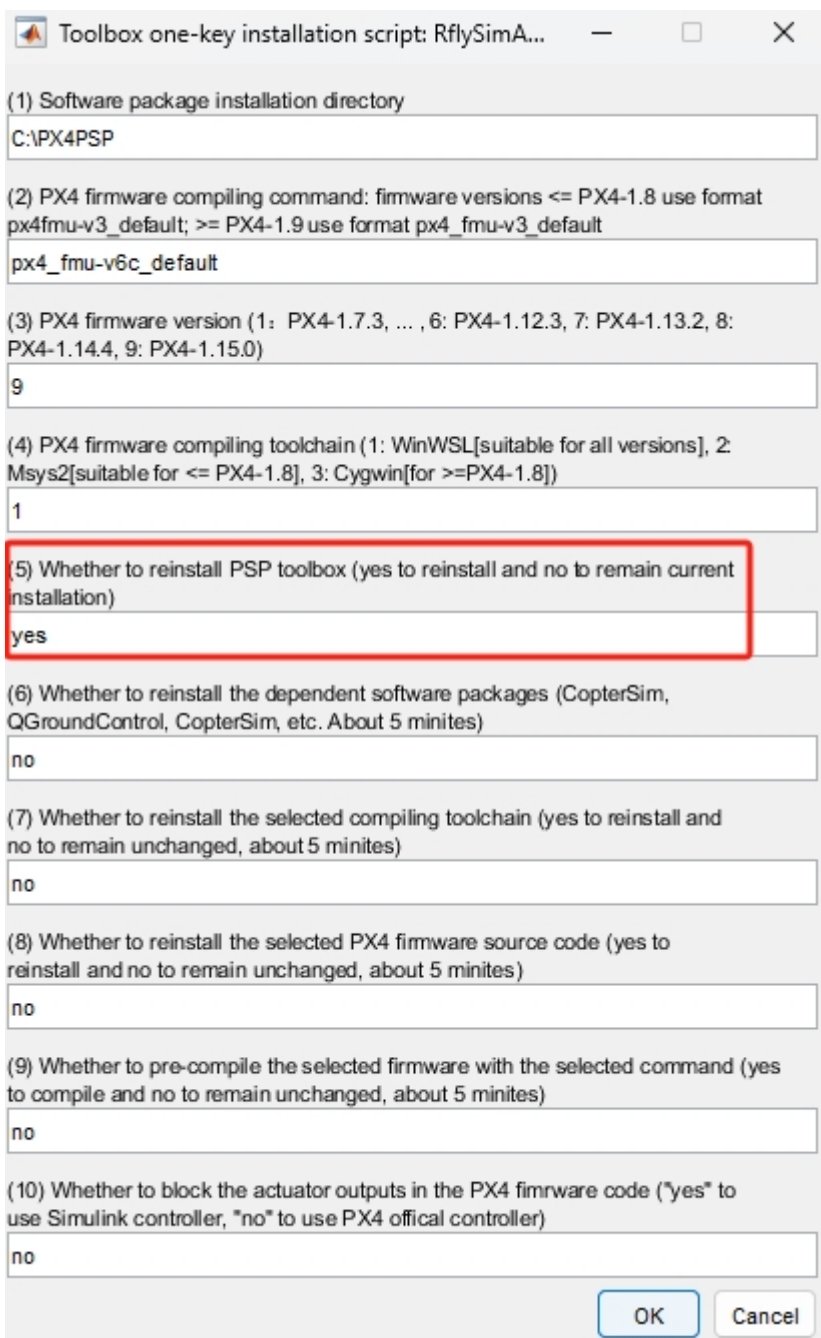 Toolbox one-key installation script: RflySimA...
(1) Software package installation directory
C:\PX4PSP
(2) PX4 firmware compiling command: firmware versions <= PX4-1.8 use format
px4fmu-v3_default; >= PX4-1.9 use format px4_fmu-v3_default
px4_fmu-v6c_default
(3) PX4 firmware version (1：PX4-1.7.3, ... , 6: PX4-1.12.3, 7: PX4-1.13.2, 8:
PX4-1.14.4, 9: PX4-1.15.0)
9
(4) PX4 firmware compiling toolchain (1: WinWSL[suitable for all versions], 2:
Msys2[suitable for <= PX4-1.8], 3: Cygwin[for >=PX4-1.8])
1
(5) Whether to reinstall PSP toolbox (yes to reinstall and no to remain current
installation)
yes
(6) Whether to reinstall the dependent software packages (CopterSim,
QGroundControl, CopterSim, etc. About 5 minites)
no
(7) Whether to reinstall the selected compiling toolchain (yes to reinstall and
no to remain unchanged, about 5 minites)
no
(8) Whether to reinstall the selected PX4 firmware source code (yes to
reinstall and no to remain unchanged, about 5 minites)
no
(9) Whether to pre-compile the selected firmware with the selected command (yes
to compile and no to remain unchanged, about 5 minites)
no
(10) Whether to block the actuator outputs in the PX4 fimrware code ("yes" to
use Simulink controller, "no" to use PX4 offical controller)
no
OK
Cancel